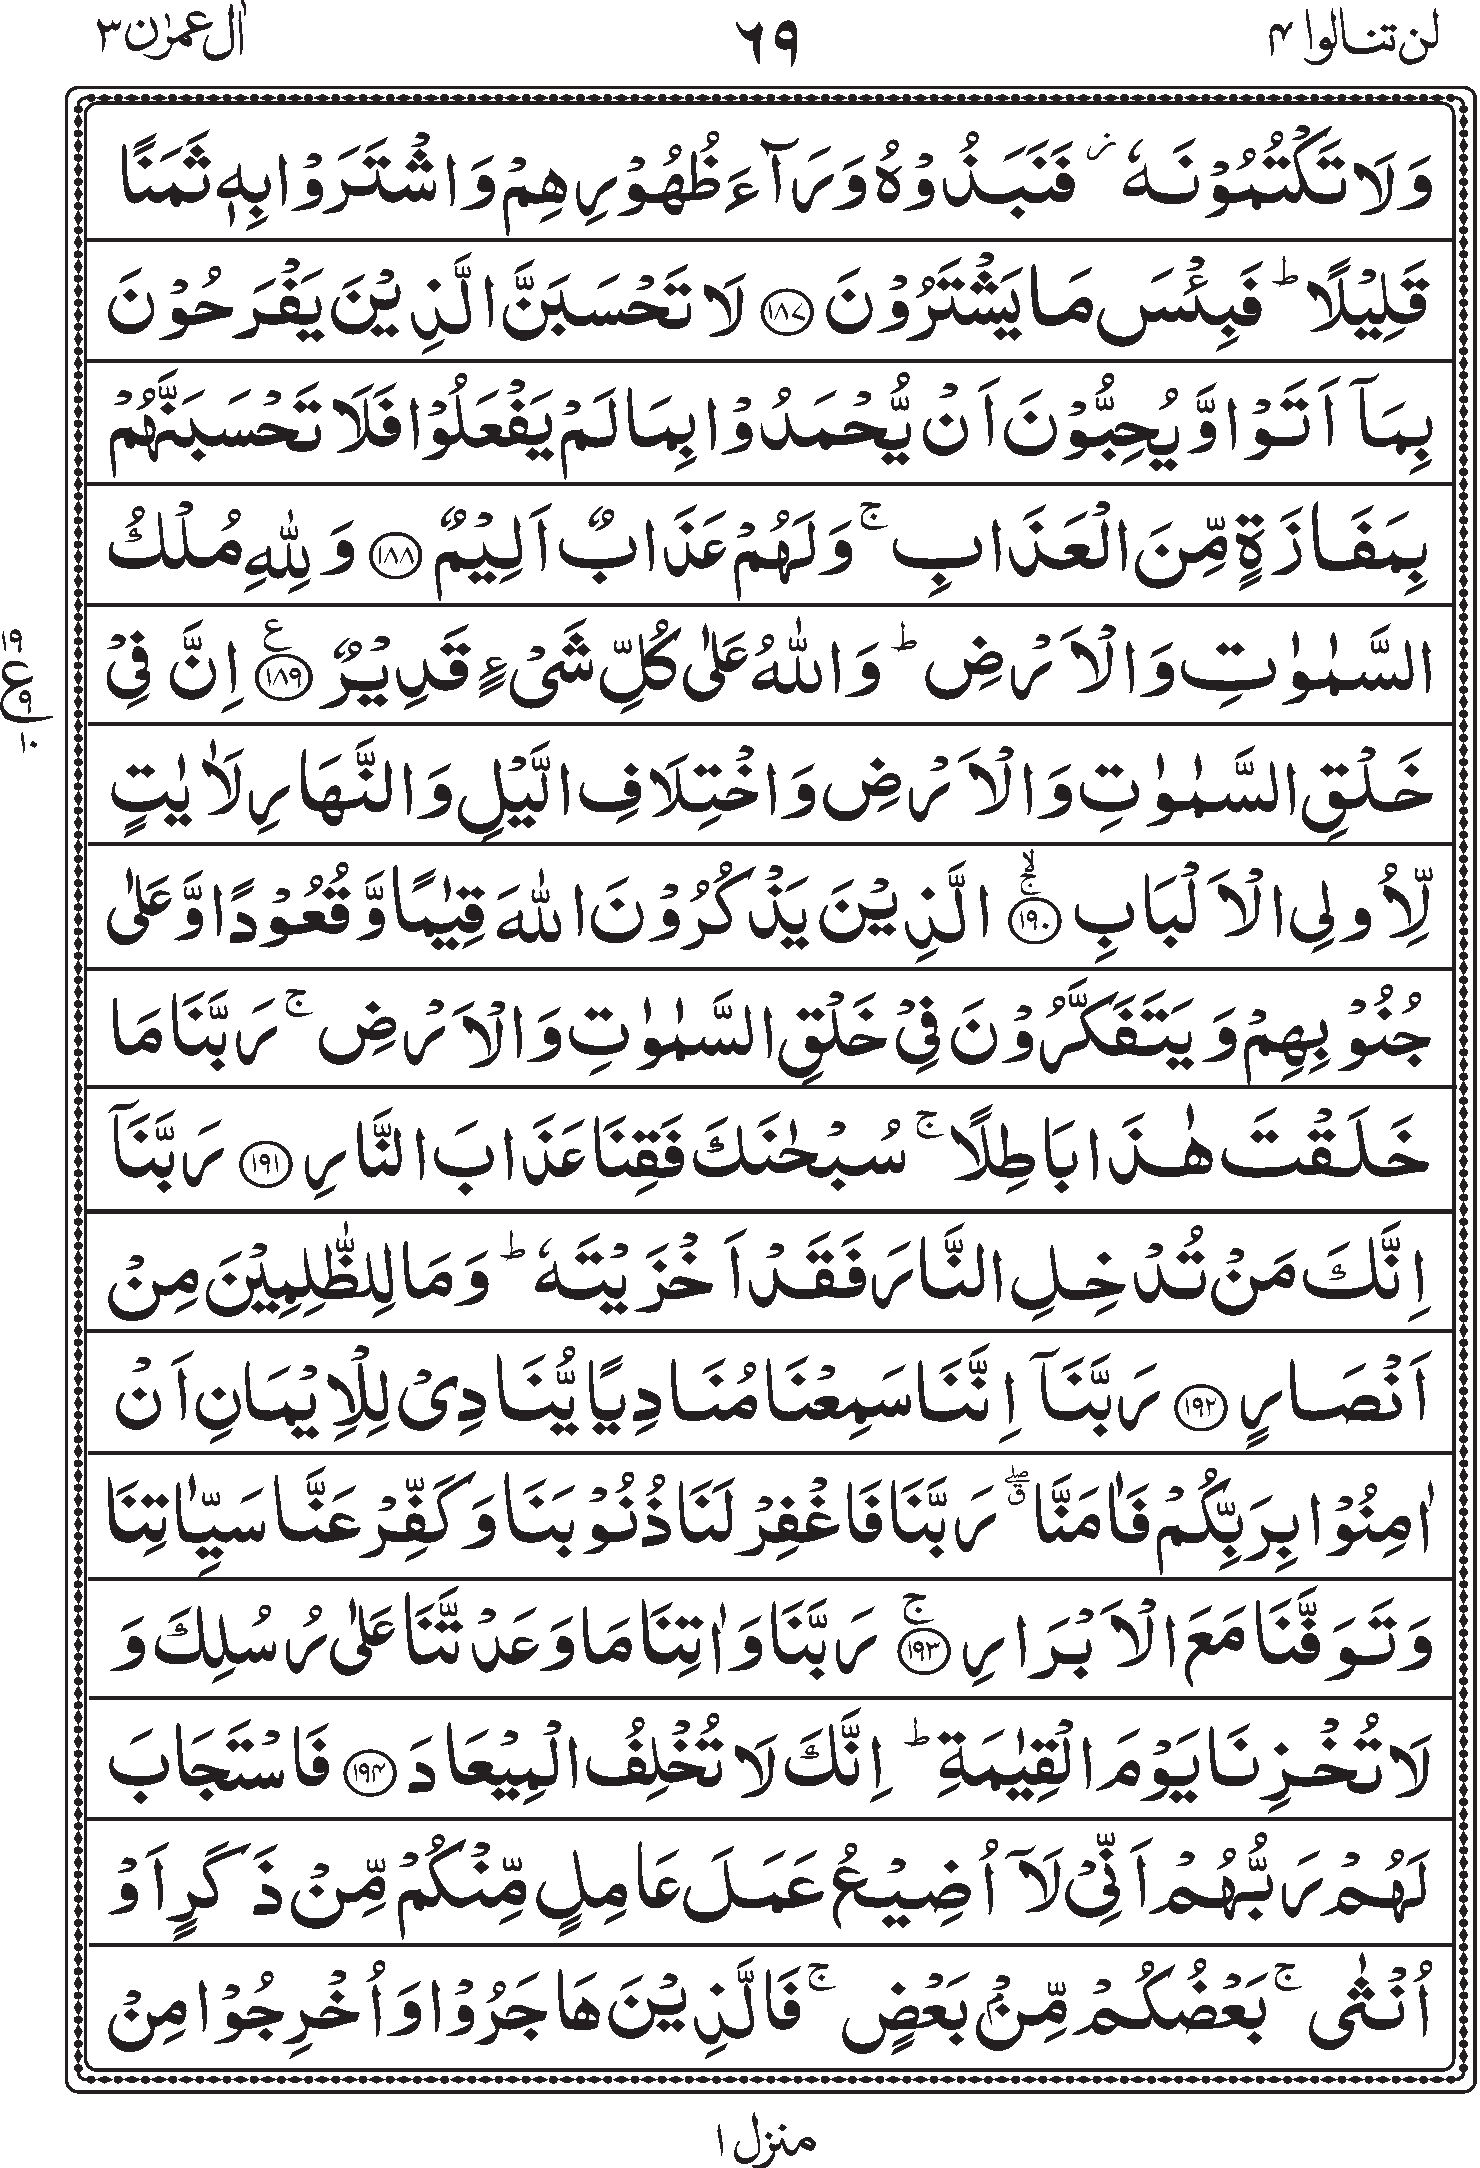 لن تنالوا ۴ ۶۹ اٰل عمرٰن ۳
وَلَا تَكْتُمُوْنَهٗ ؗ فَنَبَذُوْهُ وَرَآءَ ظُهُوْرِهِمْ وَاشْتَرَوْا بِهٖ ثَمَنًا
قَلِيْلًا ؕ فَبِئْسَ مَا يَشْتَرُوْنَ ﴿۱۸۷﴾ لَا تَحْسَبَنَّ الَّذِيْنَ يَفْرَحُوْنَ
بِمَاۤ اَتَوْا وَّيُحِبُّوْنَ اَنْ يُّحْمَدُوْا بِمَا لَمْ يَفْعَلُوْا فَلَا تَحْسَبَنَّهُمْ
بِمَفَازَةٍ مِّنَ الْعَذَابِ ۚ وَلَهُمْ عَذَابٌ اَلِيْمٌ ﴿۱۸۸﴾ وَلِلّٰهِ مُلْكُ
السَّمٰوٰتِ وَالْاَرْضِ ؕ وَاللّٰهُ عَلٰى كُلِّ شَیْءٍ قَدِيْرٌ ﴿۱۸۹﴾ ع اِنَّ فِیْ
۱۹ ع ۹ ۱۰
خَلْقِ السَّمٰوٰتِ وَالْاَرْضِ وَاخْتِلَافِ الَّيْلِ وَالنَّهَارِ لَاٰيٰتٍ
لِّاُولِی الْاَلْبَابِ ﴿۱۹۰﴾ ۚۙ الَّذِيْنَ يَذْكُرُوْنَ اللّٰهَ قِيٰمًا وَّقُعُوْدًا وَّعَلٰى
جُنُوْبِهِمْ وَيَتَفَكَّرُوْنَ فِیْ خَلْقِ السَّمٰوٰتِ وَالْاَرْضِ ۚ رَبَّنَا مَا
خَلَقْتَ هٰذَا بَاطِلًا ۚ سُبْحٰنَكَ فَقِنَا عَذَابَ النَّارِ ﴿۱۹۱﴾ رَبَّنَاۤ
اِنَّكَ مَنْ تُدْخِلِ النَّارَ فَقَدْ اَخْزَيْتَهٗ ؕ وَمَا لِلظّٰلِمِيْنَ مِنْ
اَنْصَارٍ ﴿۱۹۲﴾ رَبَّنَاۤ اِنَّنَا سَمِعْنَا مُنَادِيًا يُّنَادِیْ لِلْاِيْمَانِ اَنْ
اٰمِنُوْا بِرَبِّكُمْ فَاٰمَنَّا ۖق رَبَّنَا فَاغْفِرْ لَنَا ذُنُوْبَنَا وَكَفِّرْ عَنَّا سَيِّاٰتِنَا
وَتَوَفَّنَا مَعَ الْاَبْرَارِ ﴿۱۹۳﴾ ۚ رَبَّنَا وَاٰتِنَا مَا وَعَدْتَّنَا عَلٰى رُسُلِكَ وَ
لَا تُخْزِنَا يَوْمَ الْقِيٰمَةِ ؕ اِنَّكَ لَا تُخْلِفُ الْمِيْعَادَ ﴿۱۹۴﴾ فَاسْتَجَابَ
لَهُمْ رَبُّهُمْ اَنِّیْ لَاۤ اُضِيْعُ عَمَلَ عَامِلٍ مِّنْكُمْ مِّنْ ذَكَرٍ اَوْ
اُنْثٰى ۚ بَعْضُكُمْ مِّنْۢ بَعْضٍ ۚ فَالَّذِيْنَ هَاجَرُوْا وَاُخْرِجُوْا مِنْ
منزل ۱